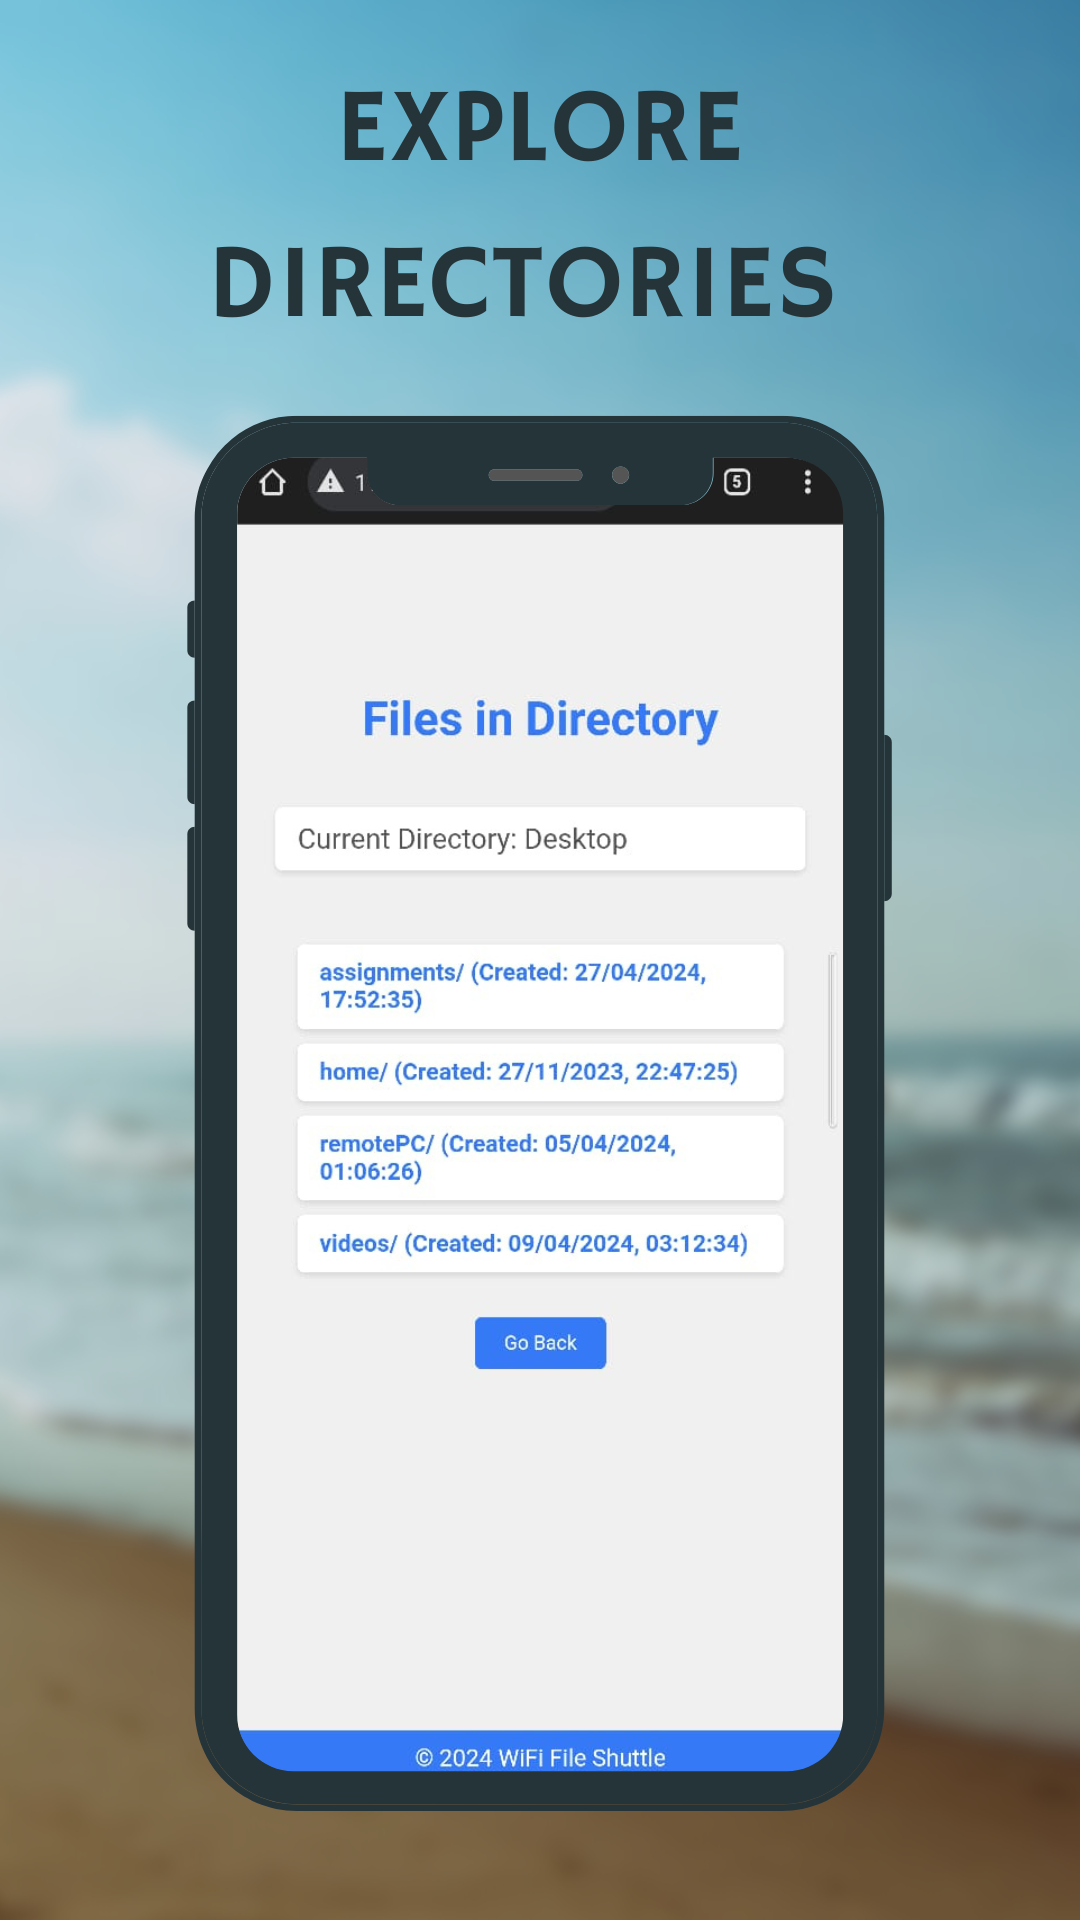 EXPLORE
DIRECTORIES
5
Files in Directory
Current Directory: Desktop
assignments/ (Created: 27/04/2024,
17:52:35)
home/ (Created: 27/11/2023, 22:47:25)
remotePC/ (Created: 05/04/2024,
01:06:26)
videos/ (Created: 09/04/2024, 03:12:34)
Go Back
© 2024 WiFi File Shuttle